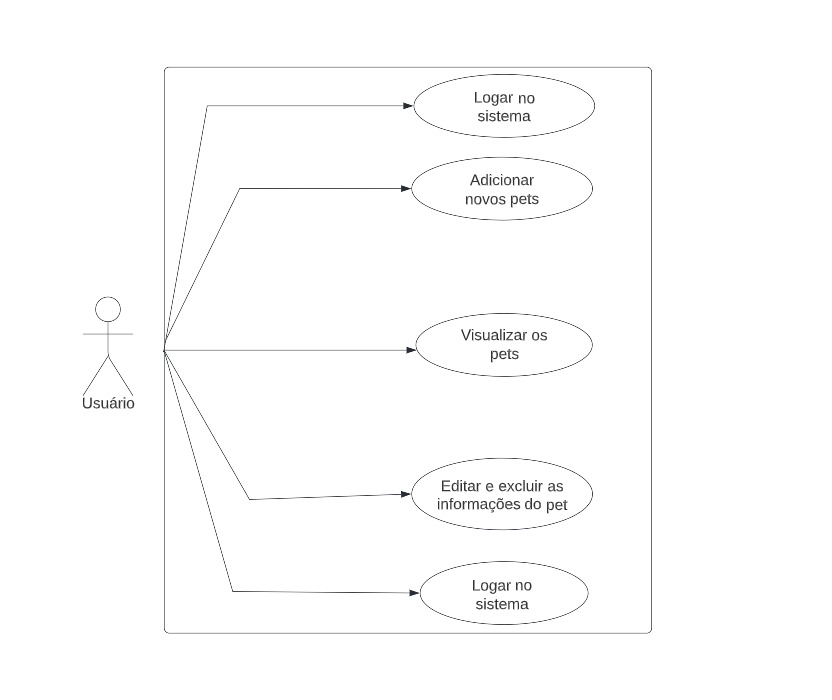 Logar no
sistema
Adicionar
novos pets
Visualizar os
pets
Usuário
Editar e excluir as
informações do pet
Logar no
sistema